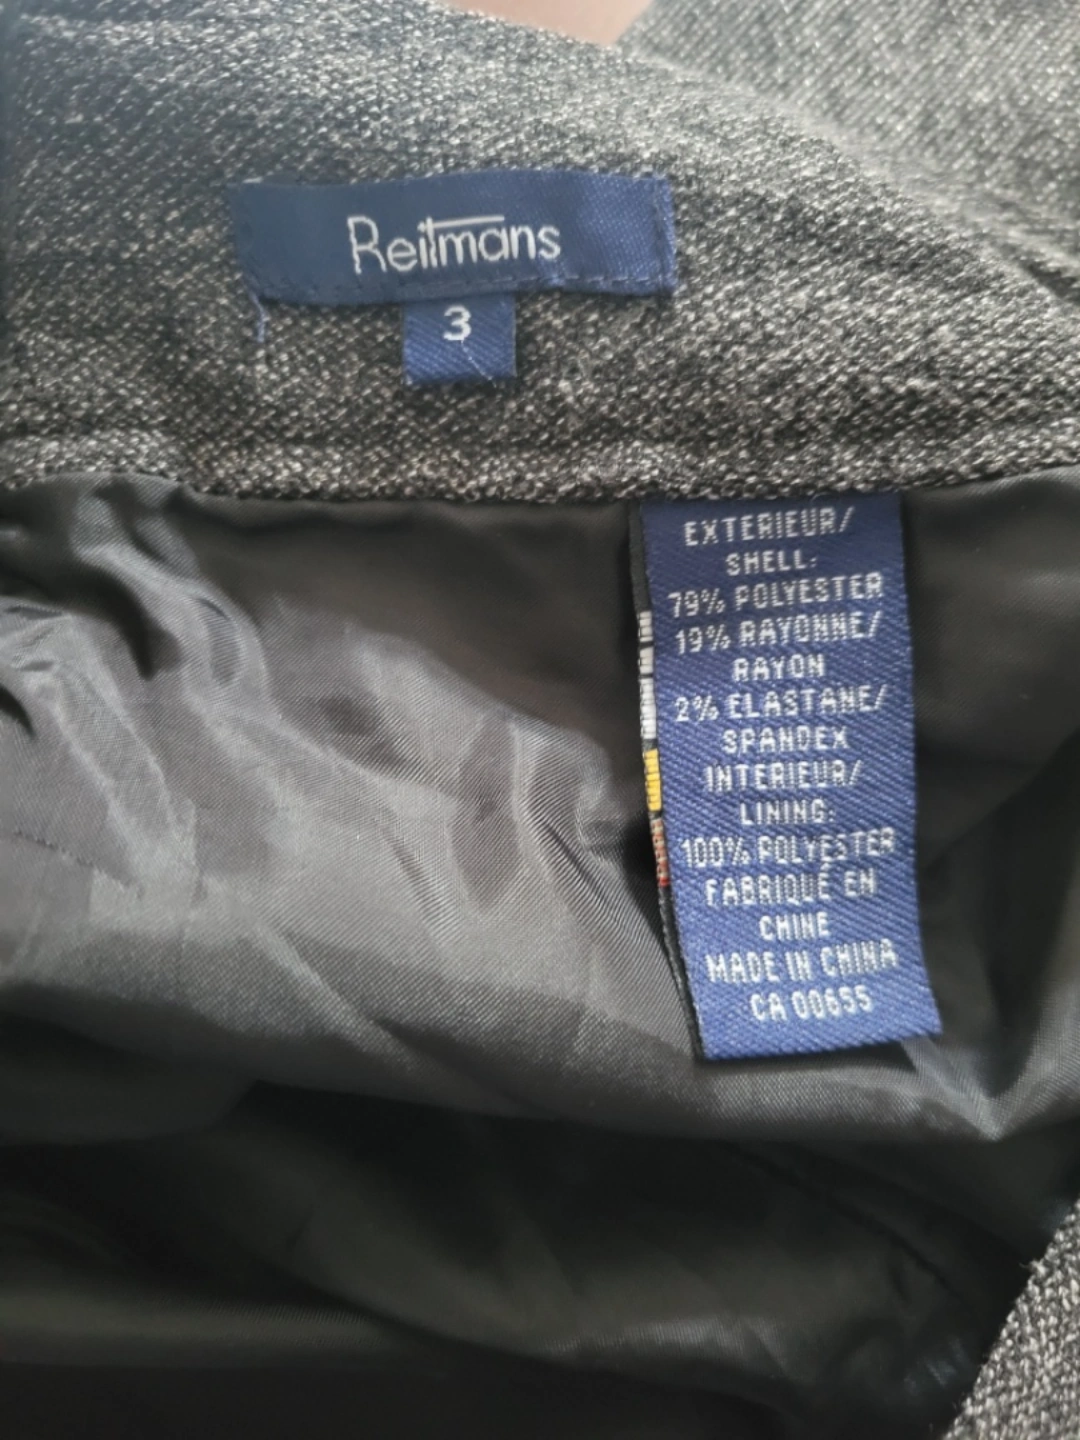 Reitmans
3
EXTERIEUR/
SHELL:
79% POLYESTER
19% RAYONNE/
RAYON
2% ELASTANE/
SPANDEX
INTERIEUR/
LINING:
100% POLYESTER
FABRIQUÉ EN
CHINE
MADE IN CHINA
CA 00655